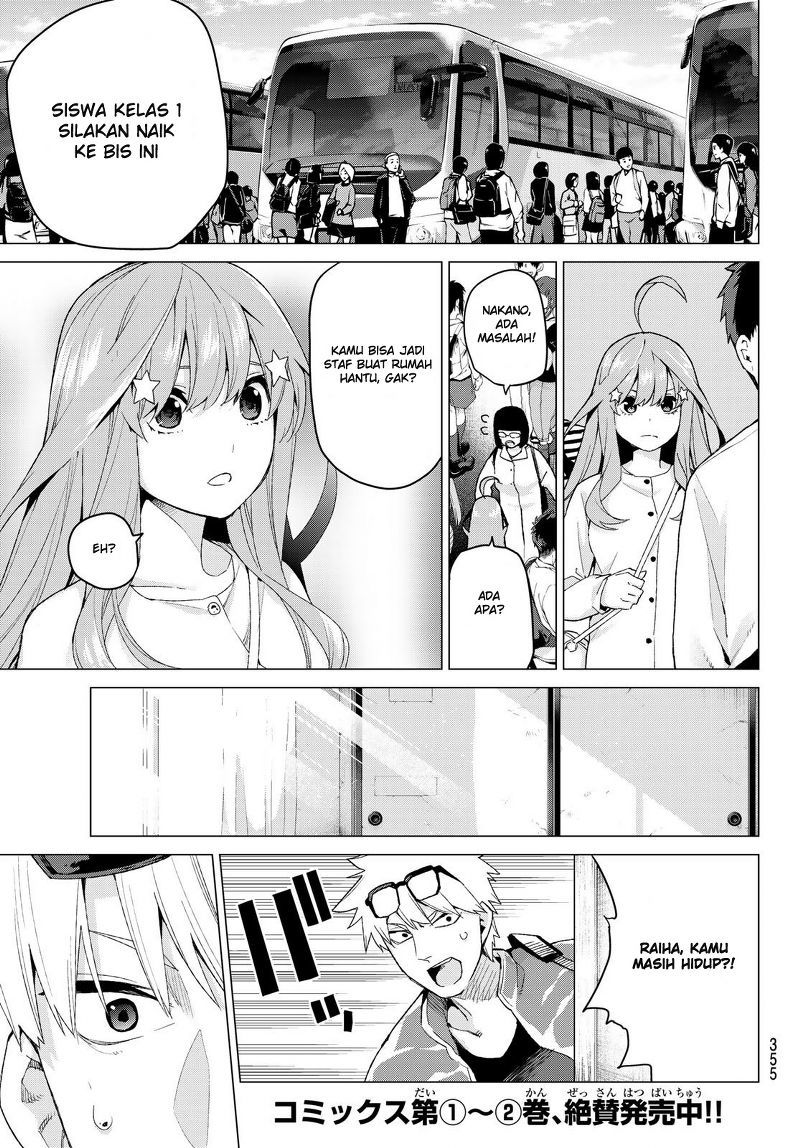 SISWA KELAS 1
SILAKAN NAIK
KE BIS INI
NAKANO,
ADA
MASALAH!
ADA
APA?
KAMU BISA JADI
STAF BUAT RUMAH
HANTU, GAK?
EH?
RAIHA, KAMU
MASIH HIDUP?!
バン
コミックス第①〜②巻、絶賛発売中!!
355